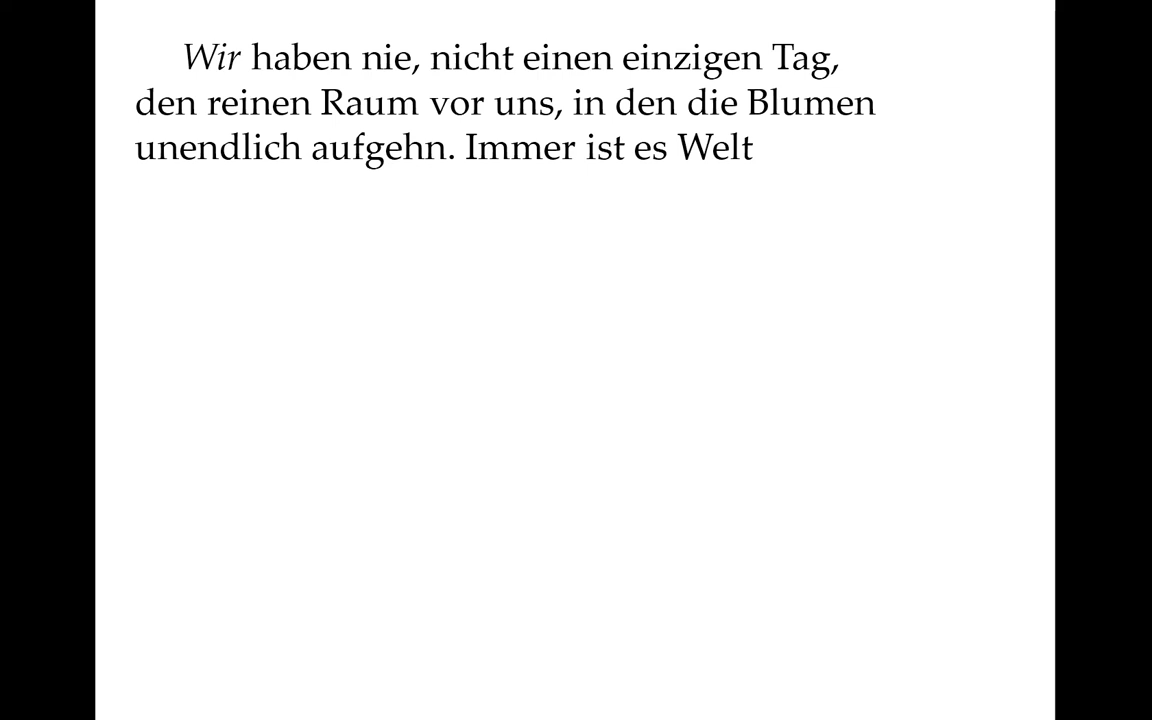 Wir haben nie, nicht einen einzigen Tag,
den reinen Raum vor uns, in den die Blumen
unendlich aufgehn. Immer ist es Welt